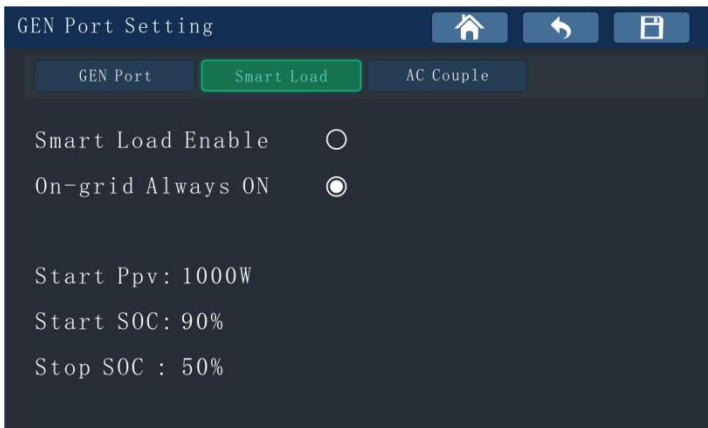 GEN Port Setting
GEN Port Smart Load AC Couple
Smart Load Enable
On-grid Always ON
Start Ppv: 1000W
Start SOC: 90%
Stop SOC : 50%